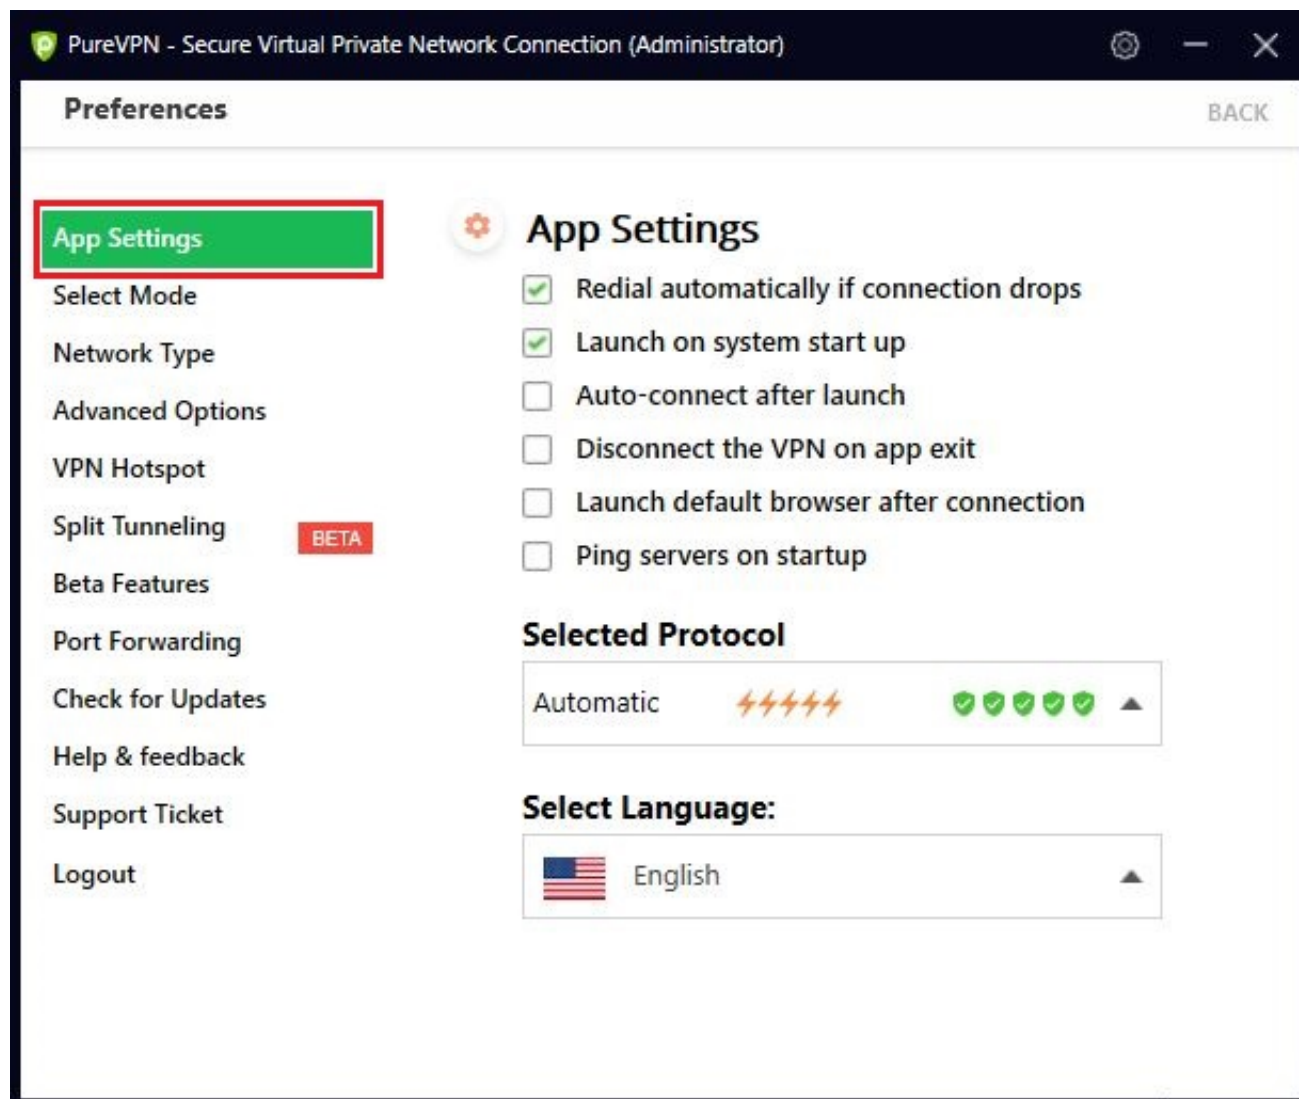 PureVPN - Secure Virtual Private Network Connection (Administrator)
Preferences
BACK
App Settings
Select Mode
Network Type
Advanced Options
VPN Hotspot
Split Tunneling
BETA
Beta Features
Port Forwarding
Check for Updates
Help & feedback
Support Ticket
Logout
App Settings
Redial automatically if connection drops
Launch on system start up
Auto-connect after launch
Disconnect the VPN on app exit
Launch default browser after connection
Ping servers on startup
Selected Protocol
Automatic
Select Language:
English